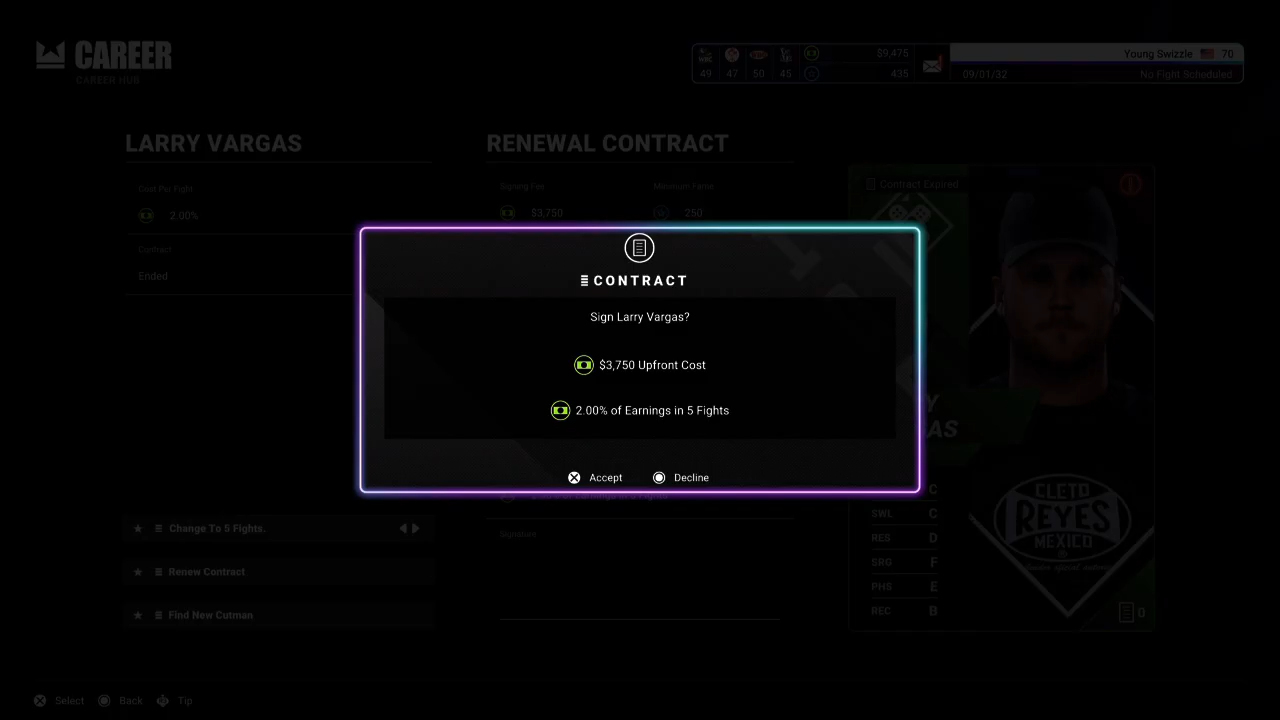 CAREER
CAREER HUB
WBC
49 47 50 45
$9,475
435
Young Swizzle 70
09/01/32 No Fight Scheduled
LARRY VARGAS
Cost Per Fight
2.00%
Contract
Ended
RENEWAL CONTRACT
Signing Fee Minimum Fame
$3,750 250
Contract Expired
CONTRACT
Sign Larry Vargas?
$3,750 Upfront Cost
2.00% of Earnings in 5 Fights
Accept Decline
Signature
Change To 5 Fights.
Renew Contract
Find New Cutman
C
SWL C
RES D
SRG F
PHS E
REC B
CLETO
REYES
MEXICO
0
Select Back Tip